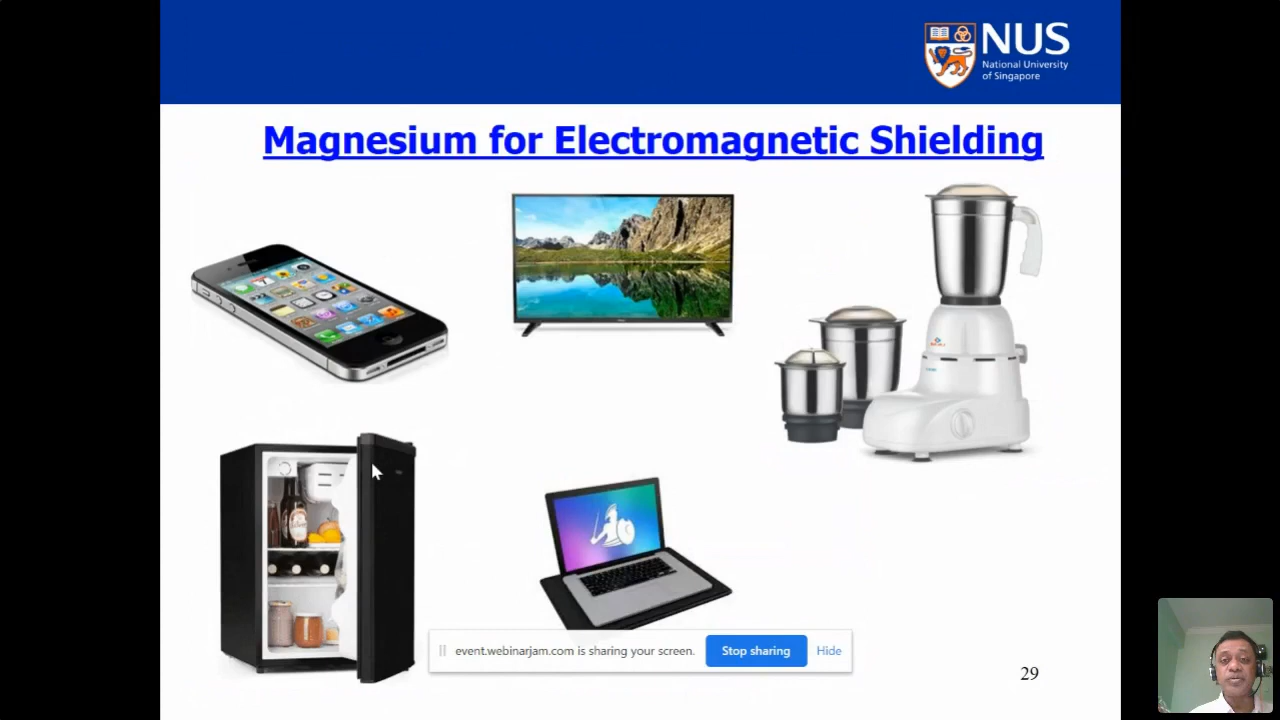 NUS
National University
of Singapore
Magnesium for Electromagnetic Shielding
event.webinarjam.com is sharing your screen.
Stop sharing
Hide
29